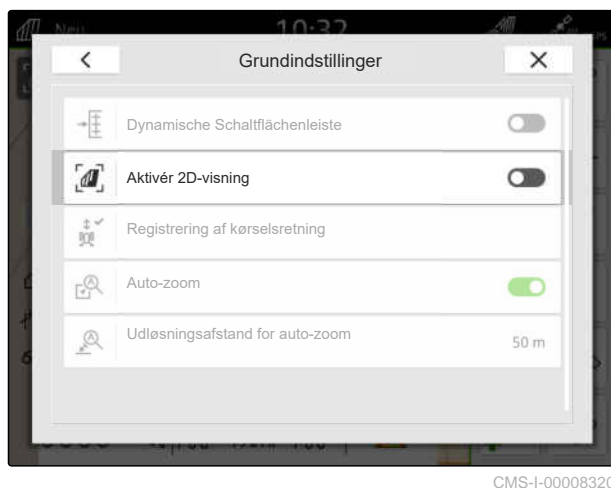 Neu 10:32
Grundindstillinger
Dynamische Schaltflächenleiste
Aktivér 2D-visning
Registrering af kørselsretning
Auto-zoom
Udløsningsafstand for auto-zoom
50 m
CMS-I-00008320